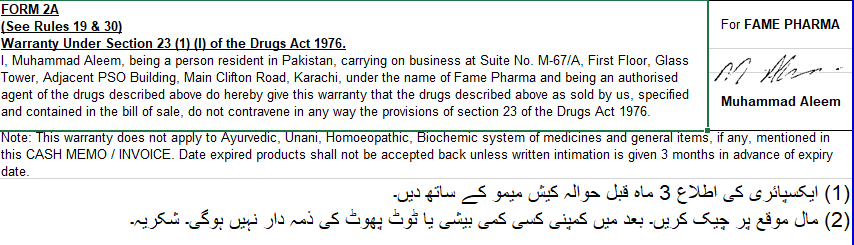 FORM 2A
(See Rules 19 & 30)
Warranty Under Section 23 (1) (I) of the Drugs Act 1976.
I, Muhammad Aleem, being a person resident in Pakistan, carrying on business at Suite No. M-67/A, First Floor, Glass
Tower, Adjacent PSO Building, Main Clifton Road, Karachi, under the name of Fame Pharma and being an authorised
agent of the drugs described above do hereby give this warranty that the drugs described above as sold by us, specified
and contained in the bill of sale, do not contravene in any way the provisions of section 23 of the Drugs Act 1976.
For FAME PHARMA
Muhammad Aleem
Note: This warranty does not apply to Ayurvedic, Unani, Homoeopathic, Biochemic system of medicines and general items, if any, mentioned in
this CASH MEMO / INVOICE. Date expired products shall not be accepted back unless written intimation is given 3 months in advance of expiry
date.
(1) ایکسپائری کی اطلاع 3 ماہ قبل حوالہ کیش میمو کے ساتھ دیں۔
(2) مال موقع پر چیک کریں۔ بعد میں کمپنی کسی کمی بیشی یا ٹوٹ پھوٹ کی ذمہ دار نہیں ہوگی۔ شکریہ۔